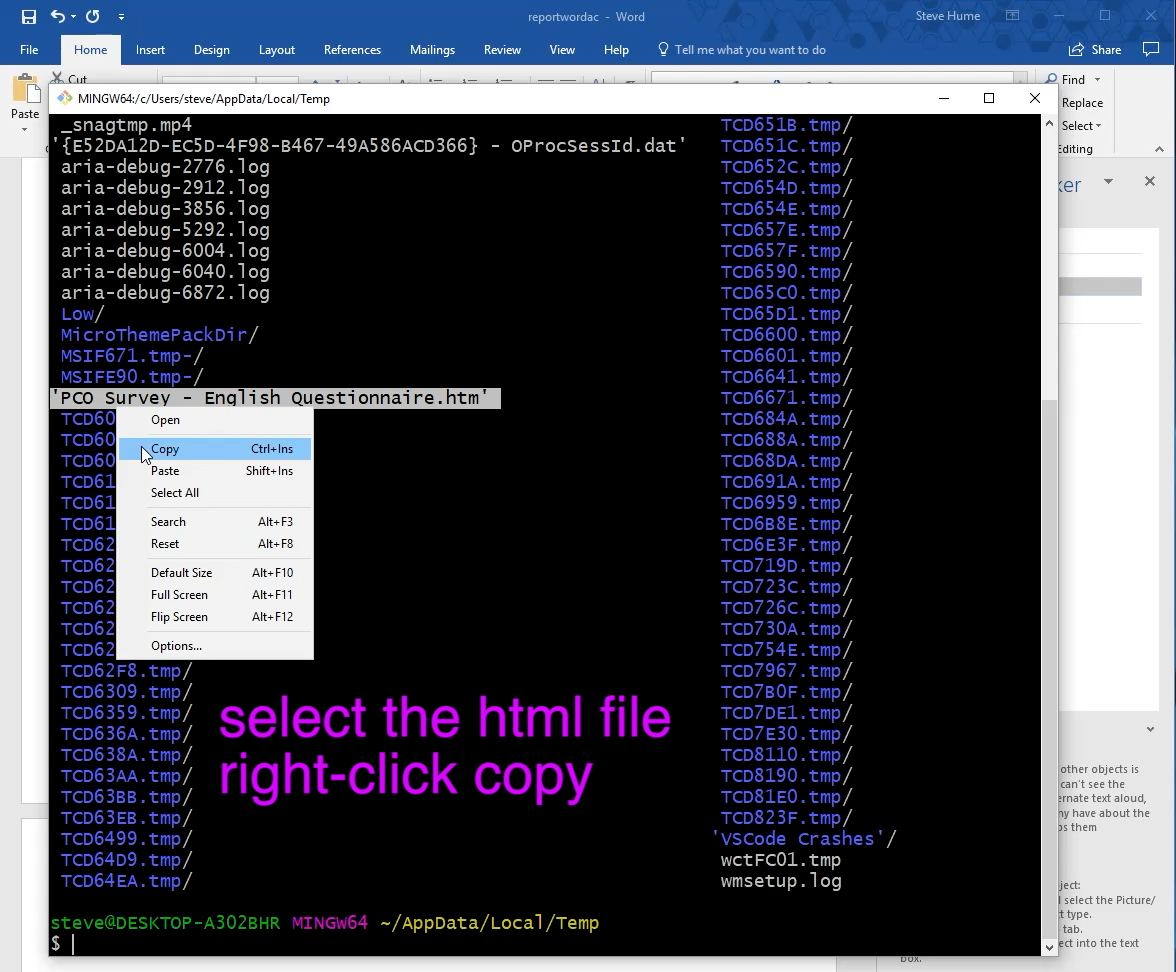 reportwordac - Word
Steve Hume
File Home Insert Design Layout References Mailings Review View Help Tell me what you want to do Share
Cut
Paste
Find
Replace
Select
Editing
MINGW64:/c/Users/steve/AppData/Local/Temp
_snagtmp.mp4
'{E52DA12D-EC5D-4F98-B467-49A586ACD366} - OProcSessId.dat'
aria-debug-2776.log
aria-debug-2912.log
aria-debug-3856.log
aria-debug-5292.log
aria-debug-6004.log
aria-debug-6040.log
aria-debug-6872.log
Low/
MicroThemePackDir/
MSIF671.tmp-/
MSIFE90.tmp-/
'PCO Survey - English Questionnaire.htm'
TCD60
TCD60
TCD60
TCD61
TCD61
TCD61
TCD62
TCD62
TCD62
TCD62
TCD62
TCD62
TCD62F8.tmp/
TCD6309.tmp/
TCD6359.tmp/
TCD636A.tmp/
TCD638A.tmp/
TCD63AA.tmp/
TCD63BB.tmp/
TCD63EB.tmp/
TCD6499.tmp/
TCD64D9.tmp/
TCD64EA.tmp/
Open
Copy Ctrl+Ins
Paste Shift+Ins
Select All
Search Alt+F3
Reset Alt+F8
Default Size Alt+F10
Full Screen Alt+F11
Flip Screen Alt+F12
Options...
select the html file
right-click copy
TCD651B.tmp/
TCD651C.tmp/
TCD652C.tmp/
TCD654D.tmp/
TCD654E.tmp/
TCD657E.tmp/
TCD657F.tmp/
TCD6590.tmp/
TCD65C0.tmp/
TCD65D1.tmp/
TCD6600.tmp/
TCD6601.tmp/
TCD6641.tmp/
TCD6671.tmp/
TCD684A.tmp/
TCD688A.tmp/
TCD68DA.tmp/
TCD691A.tmp/
TCD6959.tmp/
TCD6B8E.tmp/
TCD6E3F.tmp/
TCD719D.tmp/
TCD723C.tmp/
TCD726C.tmp/
TCD730A.tmp/
TCD754E.tmp/
TCD7967.tmp/
TCD7B0F.tmp/
TCD7DE1.tmp/
TCD7E30.tmp/
TCD8110.tmp/
TCD8190.tmp/
TCD81E0.tmp/
TCD823F.tmp/
'VSCode Crashes'/
wctFC01.tmp
wmsetup.log
steve@DESKTOP-A302BHR MINGW64 ~/AppData/Local/Temp
$
ker
other objects is
can't see the
ernate text aloud,
ny have about the
ps them
ject:
l select the Picture/
t type.
tab.
ect into the text
box.